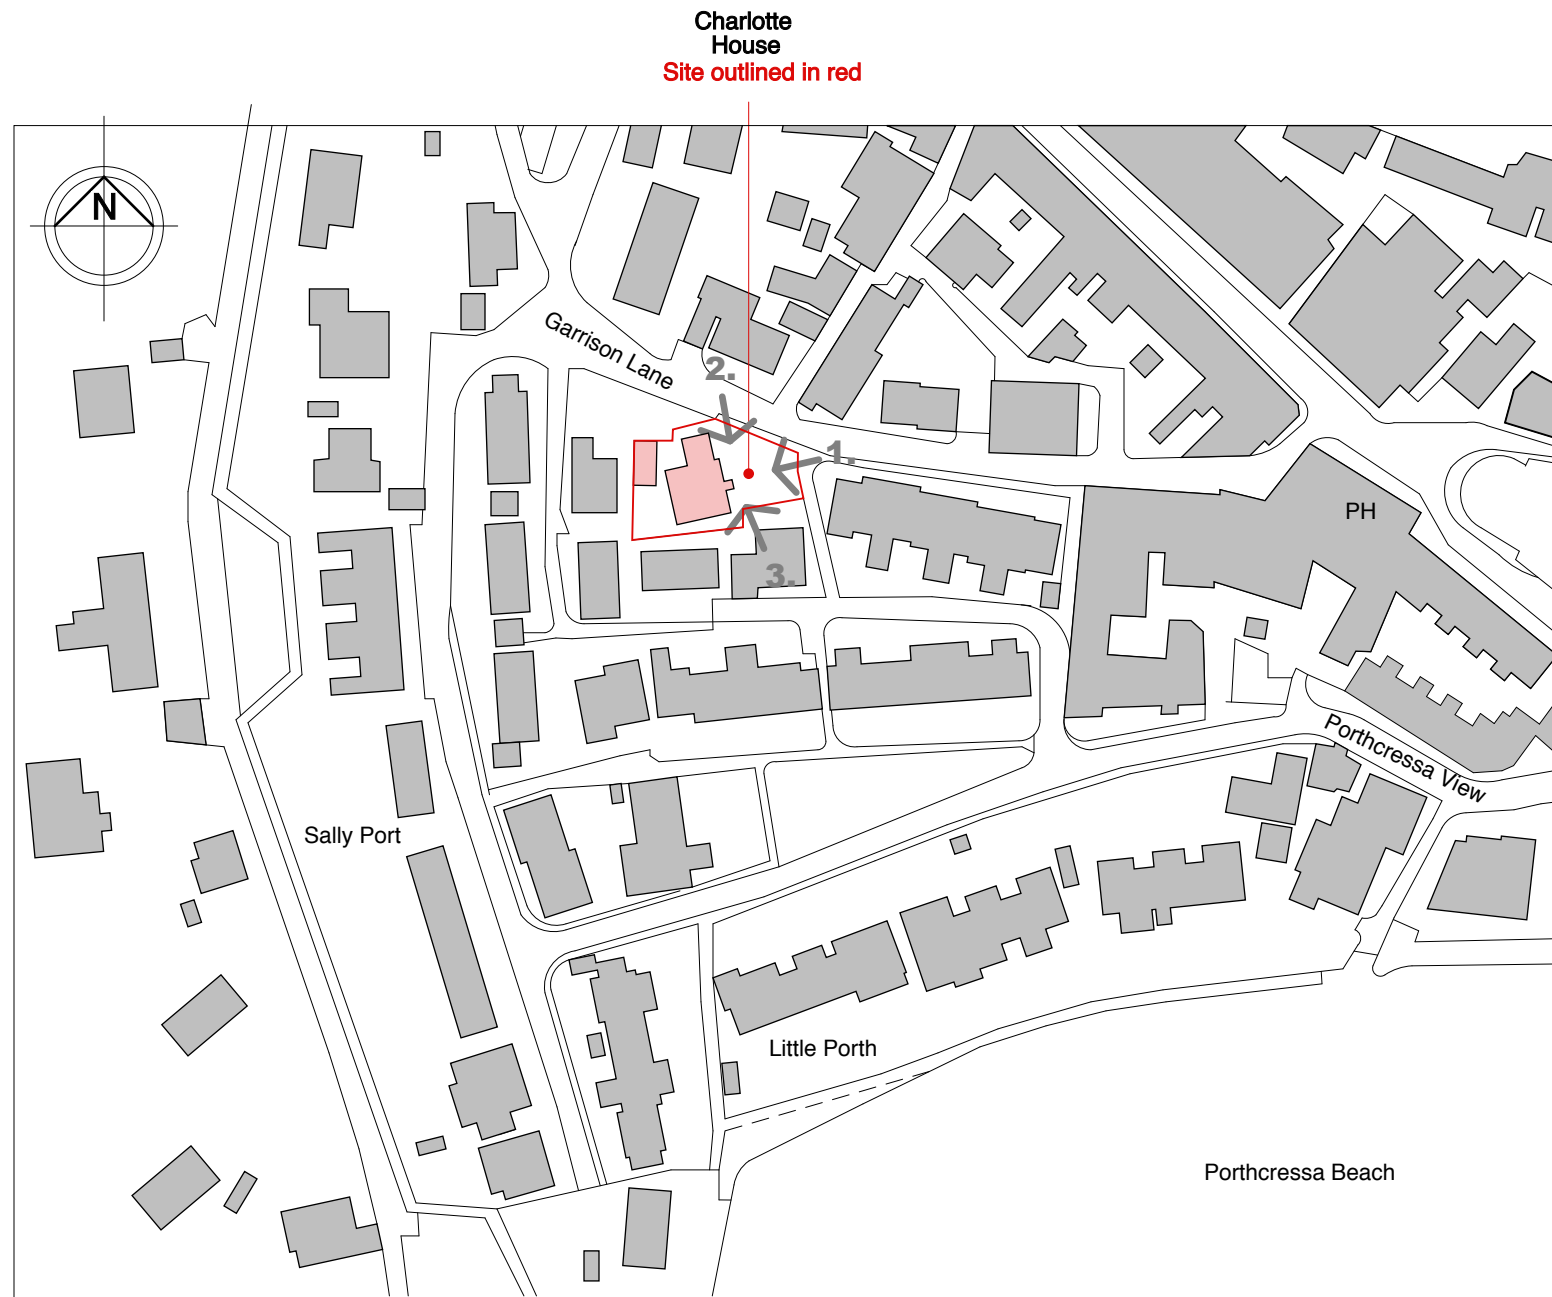 Charlotte
House
Site outlined in red
N
Garrison Lane
2.
1.
PH
3.
Porthcressa View
Sally Port
Little Porth
Porthcressa Beach